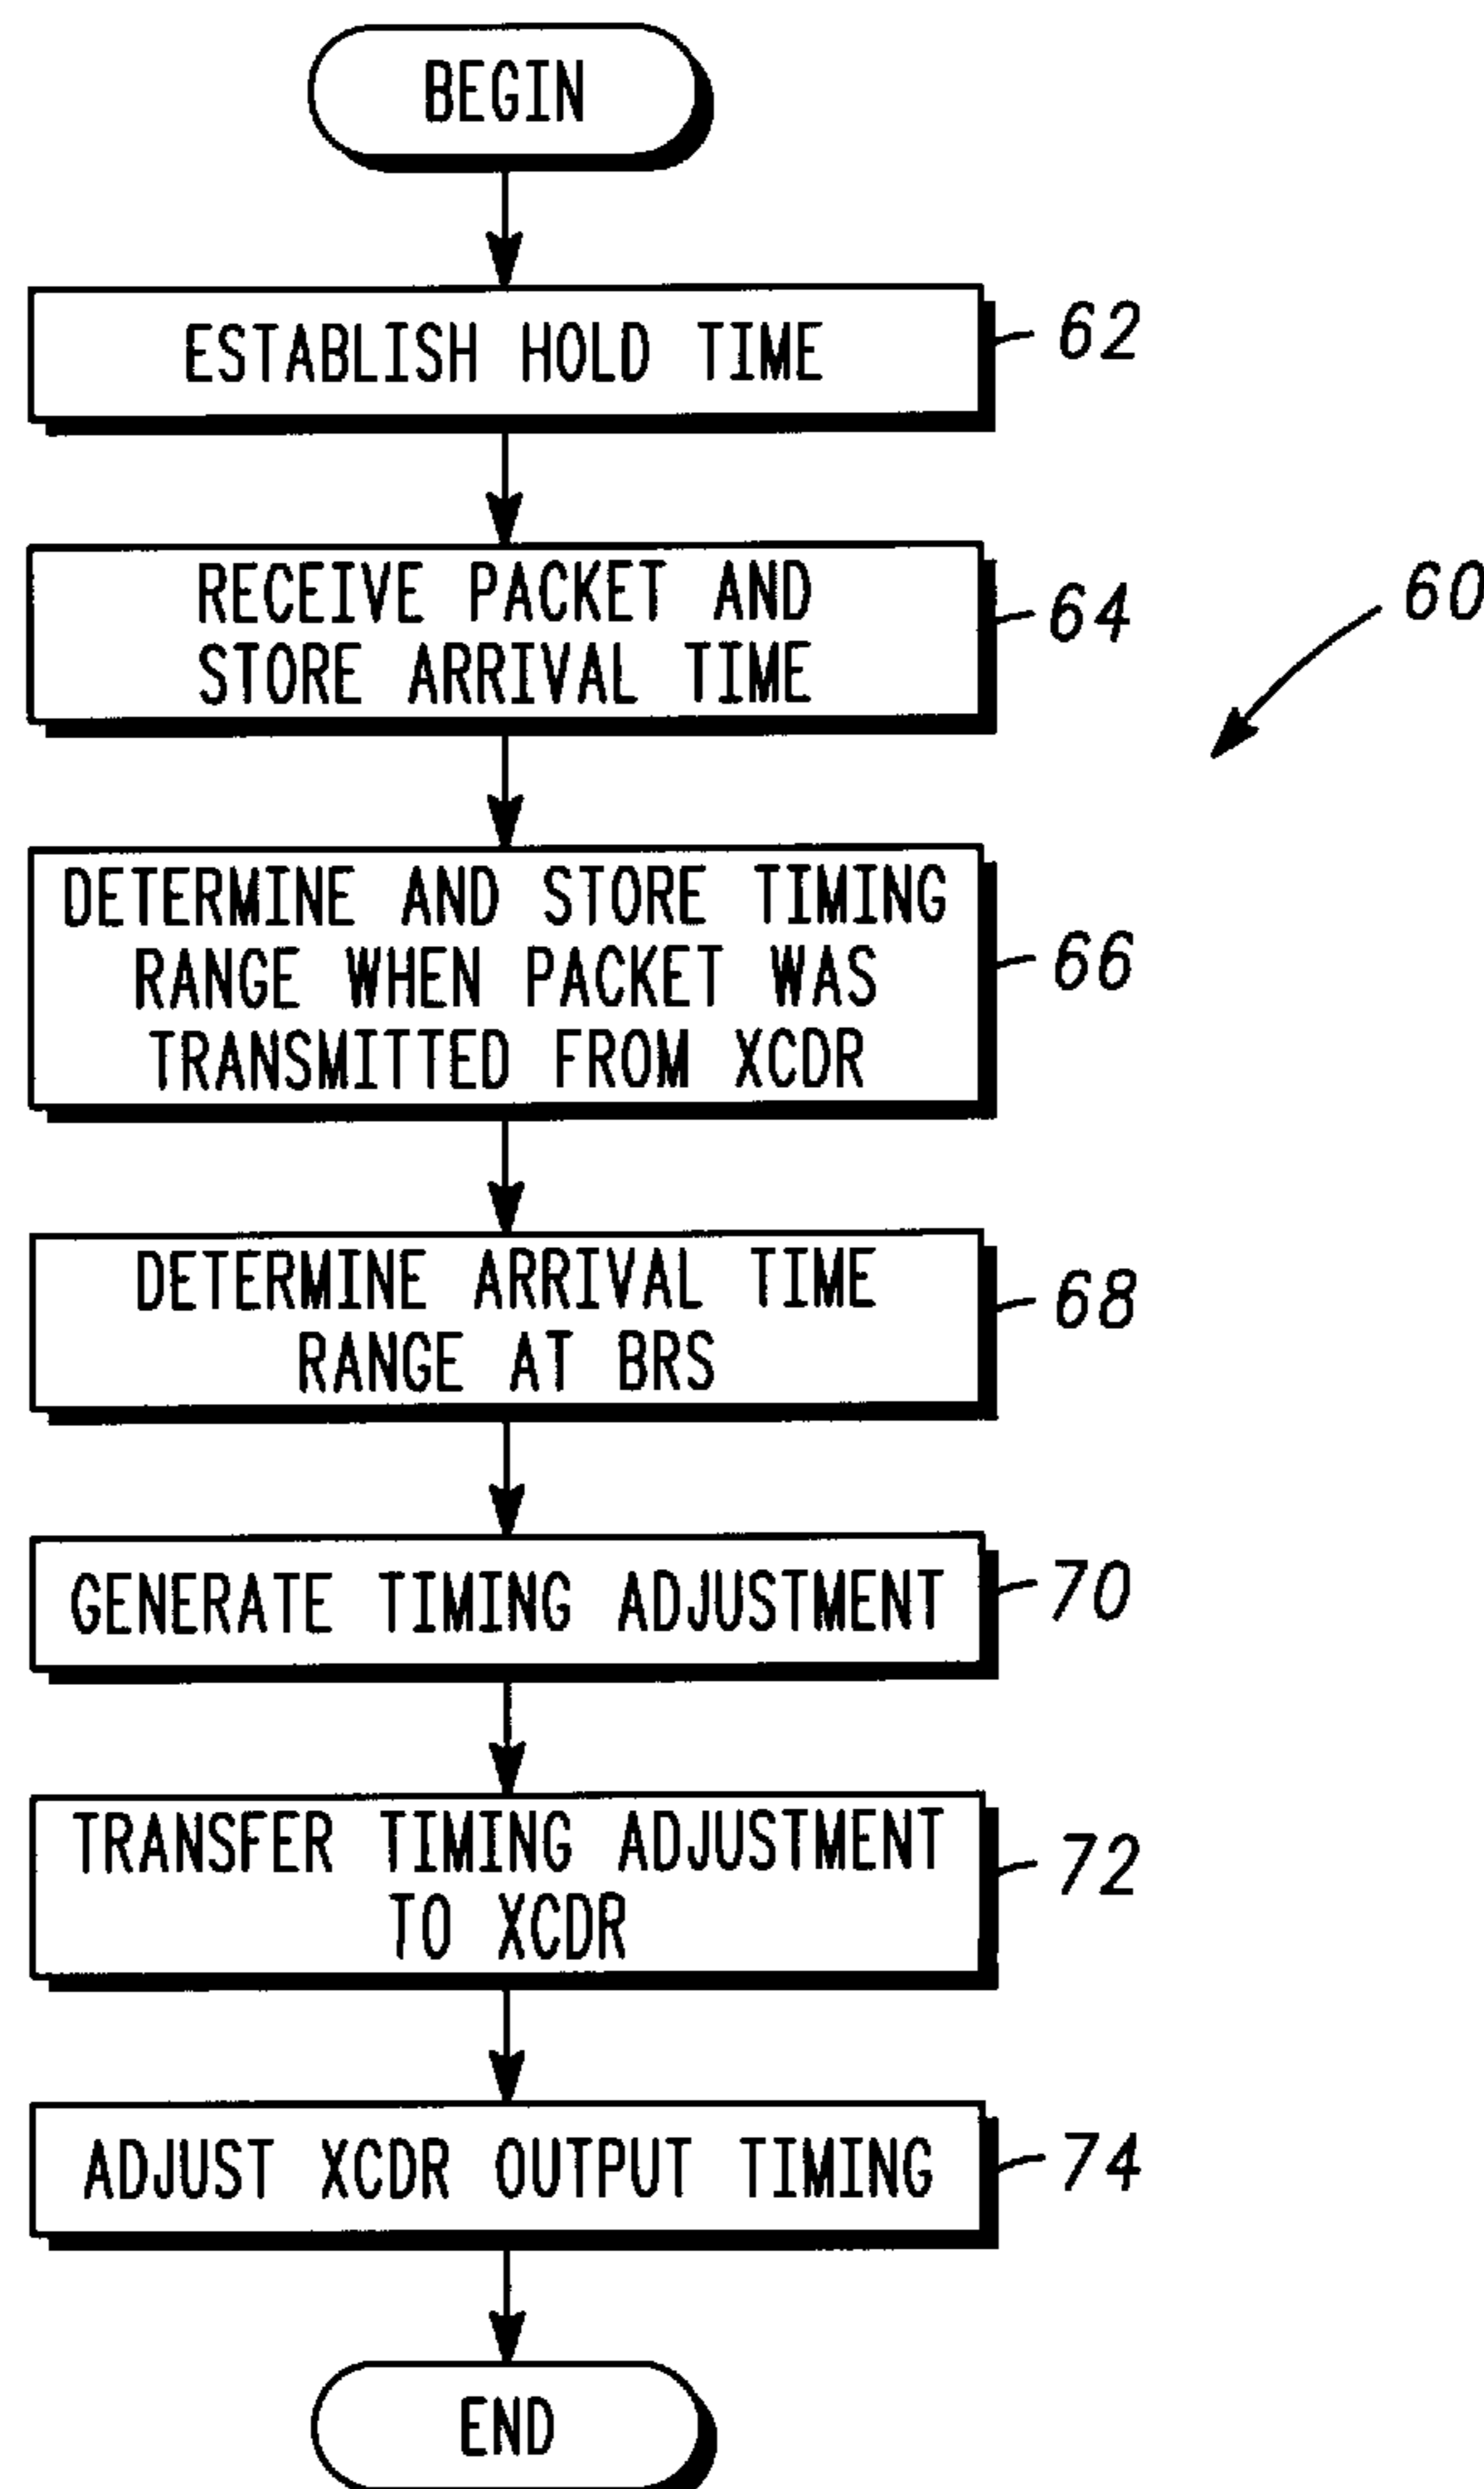 BEGIN
ESTABLISH HOLD TIME
62
RECEIVE PACKET AND
STORE ARRIVAL TIME
64
60
DETERMINE AND STORE TIMING
RANGE WHEN PACKET WAS
TRANSMITTED FROM XCDR
66
DETERMINE ARRIVAL TIME
RANGE AT BRS
68
GENERATE TIMING ADJUSTMENT
70
TRANSFER TIMING ADJUSTMENT
TO XCDR
72
ADJUST XCDR OUTPUT TIMING
74
END